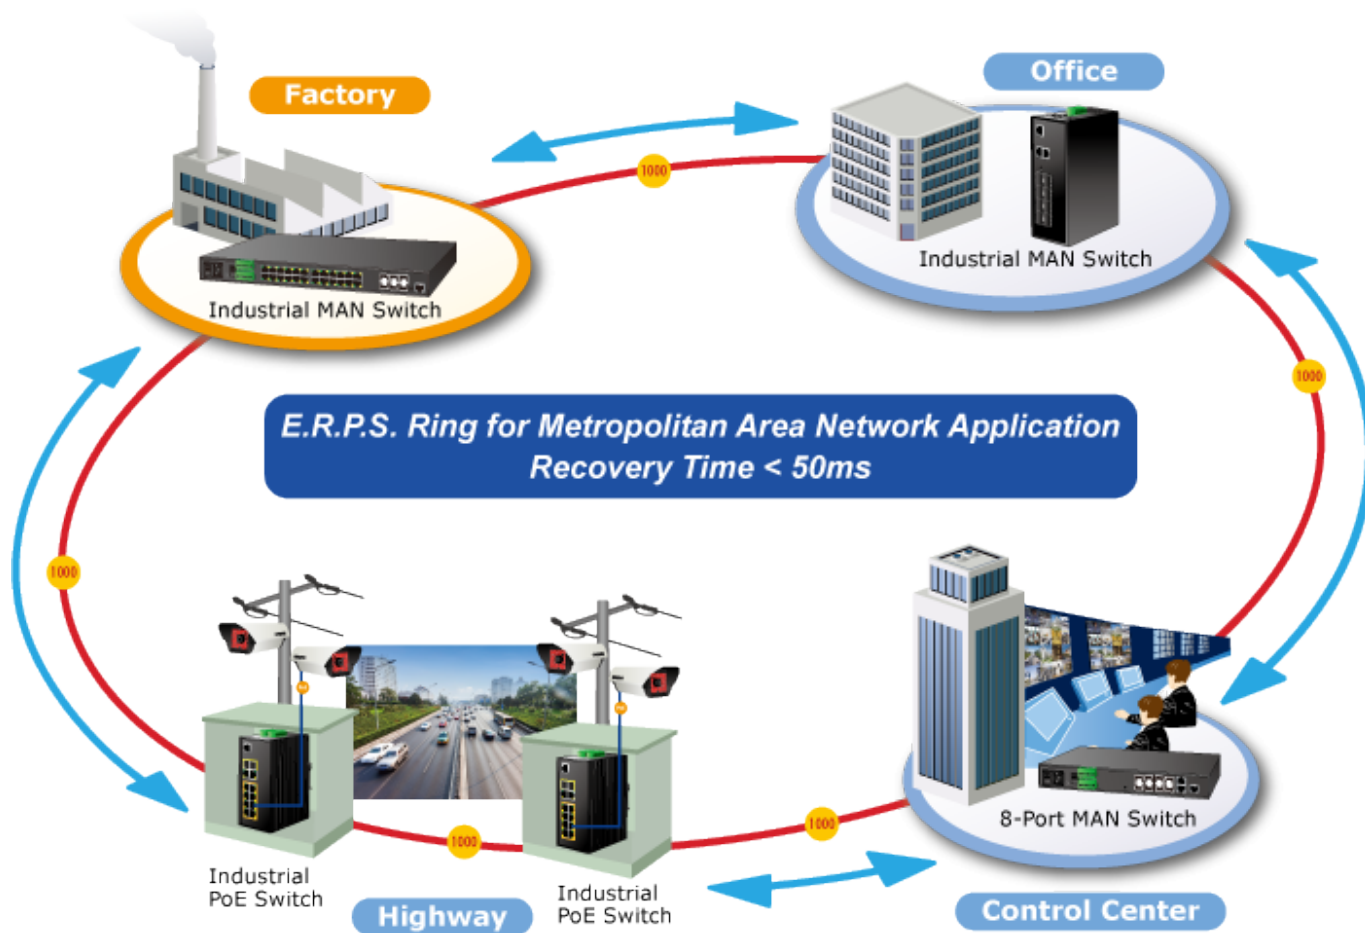 Factory
Office
1000
Industrial MAN Switch
Industrial MAN Switch
1000
E.R.P.S. Ring for Metropolitan Area Network Application
Recovery Time < 50ms
1000
1000
1000
8-Port MAN Switch
Industrial
PoE Switch
Industrial
PoE Switch
Highway
Control Center